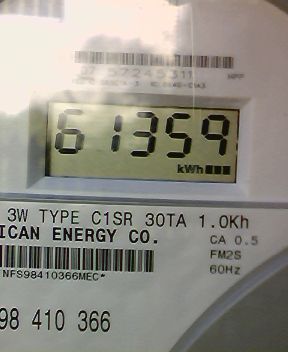 57245311
61359
kWh
3W TYPE C1SR 30TA 1.0Kh
ICAN ENERGY CO.
CA 0.5
FM2S
NFS98410366MEC*
60Hz
98 410 366